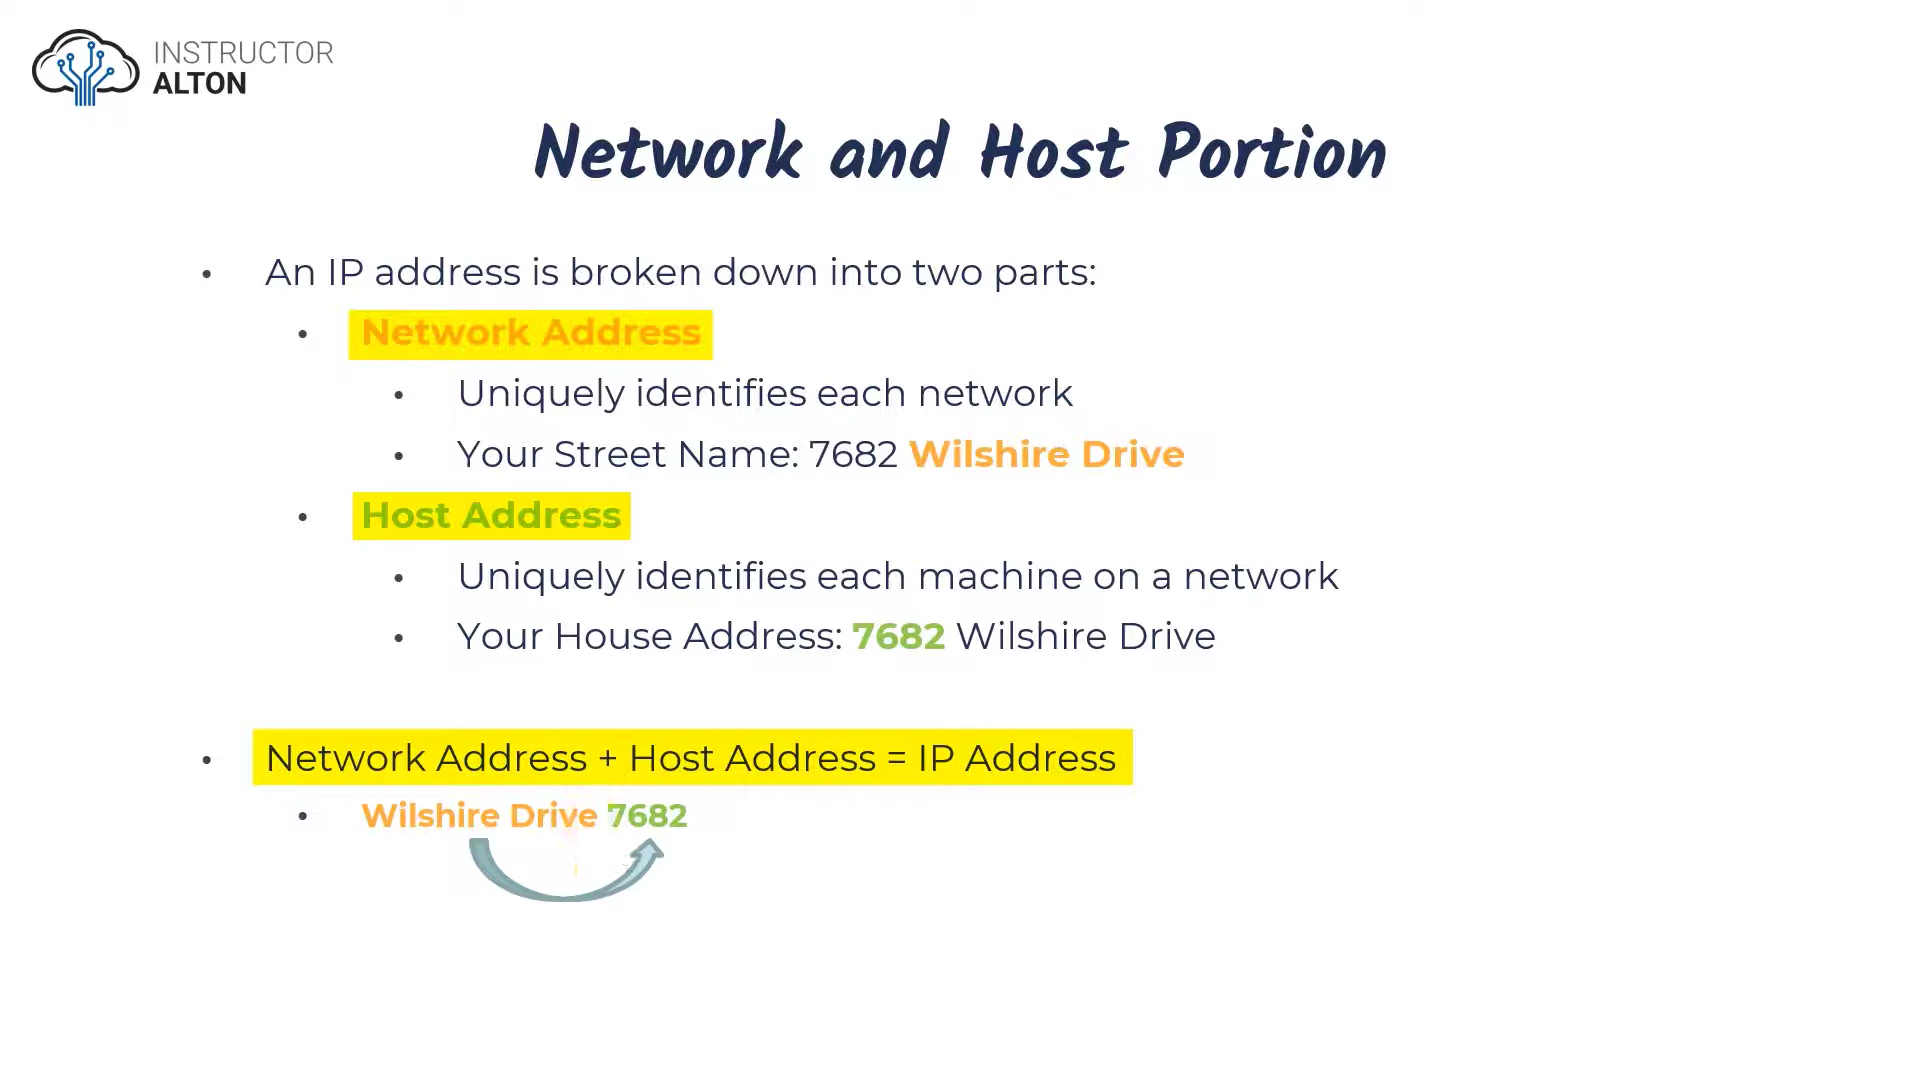 INSTRUCTOR
ALTON
Network and Host Portion
• An IP address is broken down into two parts:
• Network Address
• Uniquely identifies each network
• Your Street Name: 7682 Wilshire Drive
• Host Address
• Uniquely identifies each machine on a network
• Your House Address: 7682 Wilshire Drive
• Network Address + Host Address = IP Address
• Wilshire Drive 7682